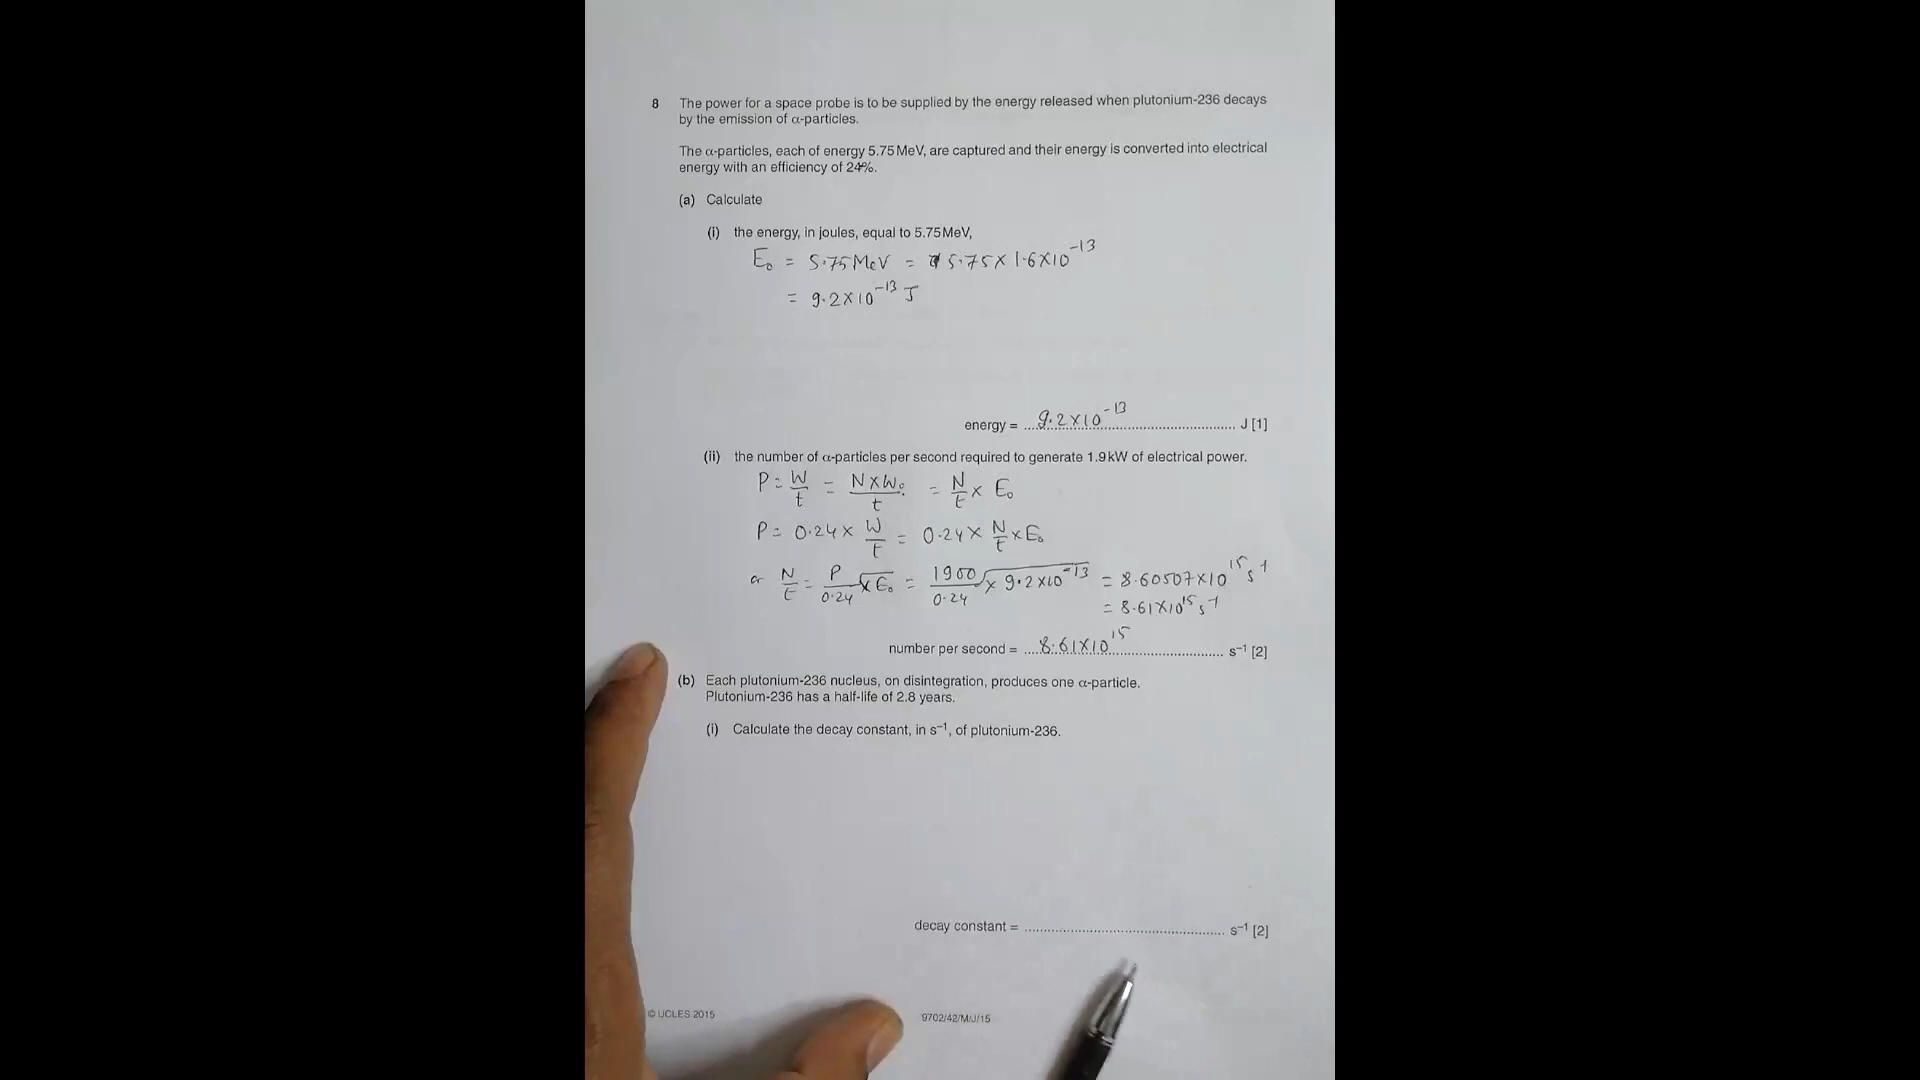 8 The power for a space probe is to be supplied by the energy released when plutonium-236 decays
by the emission of α-particles.
The α-particles, each of energy 5.75 MeV, are captured and their energy is converted into electrical
energy with an efficiency of 24%.
(a) Calculate
(i) the energy, in joules, equal to 5.75 MeV,
E₀ = 5.75 MeV = 5.75 × 1.6×10⁻¹³
= 9.2×10⁻¹³ J
energy = 9.2×10⁻¹³ J [1]
(ii) the number of α-particles per second required to generate 1.9 kW of electrical power.
P = W/t = N×W₀/t = N/t × E₀
P = 0.24 × W/t = 0.24 × N/t × E₀
or N/t = P/0.24 × E₀ = 1900/0.24 × 9.2×10⁻¹³ = 8.60507×10¹⁵ s⁻¹
= 8.61×10¹⁵ s⁻¹
number per second = 8.61×10¹⁵ s⁻¹ [2]
(b) Each plutonium-236 nucleus, on disintegration, produces one α-particle.
Plutonium-236 has a half-life of 2.8 years.
(i) Calculate the decay constant, in s⁻¹, of plutonium-236.
decay constant = .................... s⁻¹ [2]
© UCLES 2015 9702/42/M/J/15